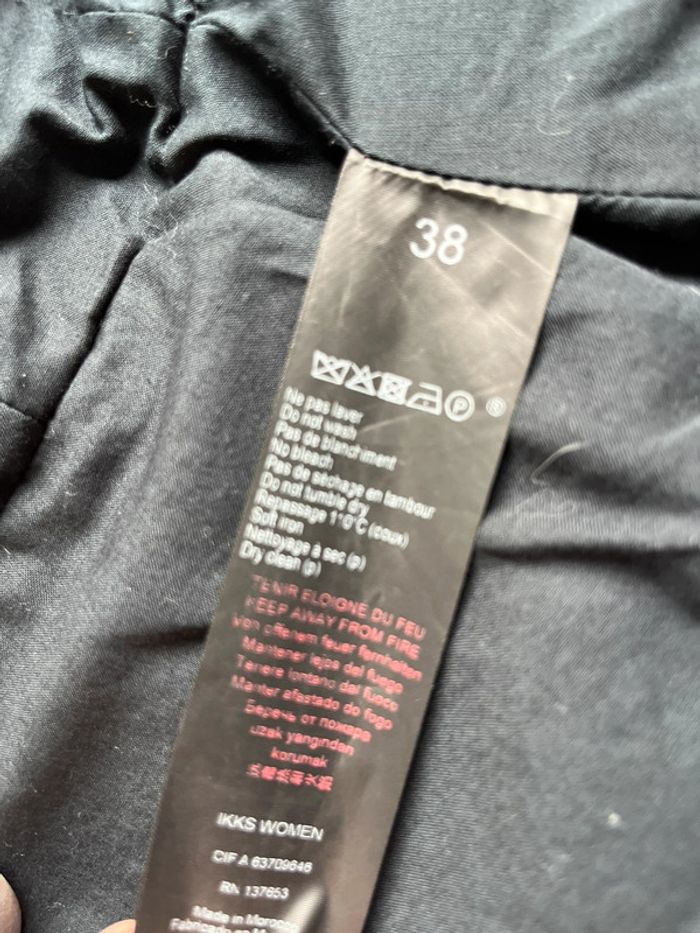 38
®
Ne pas laver
Do not wash
Pas de blanchiment
No bleach
Pas de séchage en tambour
Do not tumble dry
Repassage 110°C (doux)
Soft iron
Nettoyage à sec (p)
Dry clean (p)
TENIR ELOIGNE DU FEU
KEEP AWAY FROM FIRE
von offenem feuer fernhalten
Mantener lejos del fuego
Tenere lontano dal fuoco
Manter afastado do fogo
Беречь от пожара
uzak yangından
korumak
IKKS WOMEN
CIF A 63709646
RN 137653
Made in Morocco
Fabricado en